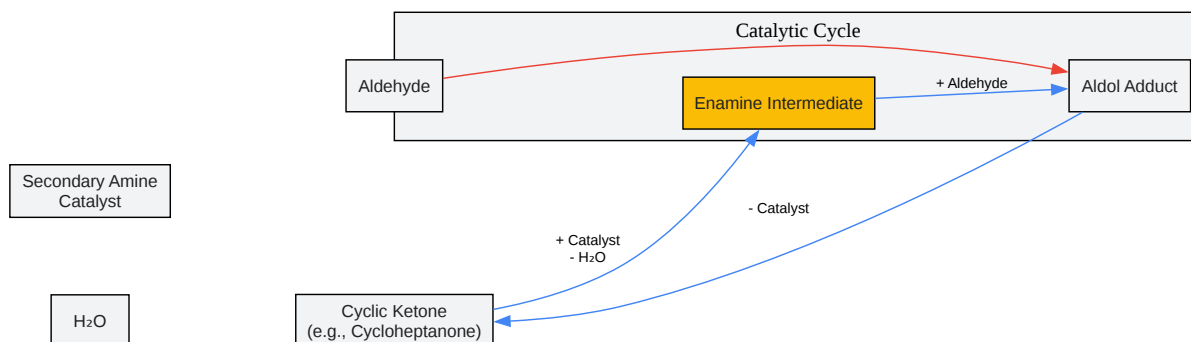 Catalytic Cycle
Aldehyde
Enamine Intermediate
+ Aldehyde
Aldol Adduct
Secondary Amine
Catalyst
- Catalyst
+ Catalyst
- H₂O
H₂O
Cyclic Ketone
(e.g., Cycloheptanone)